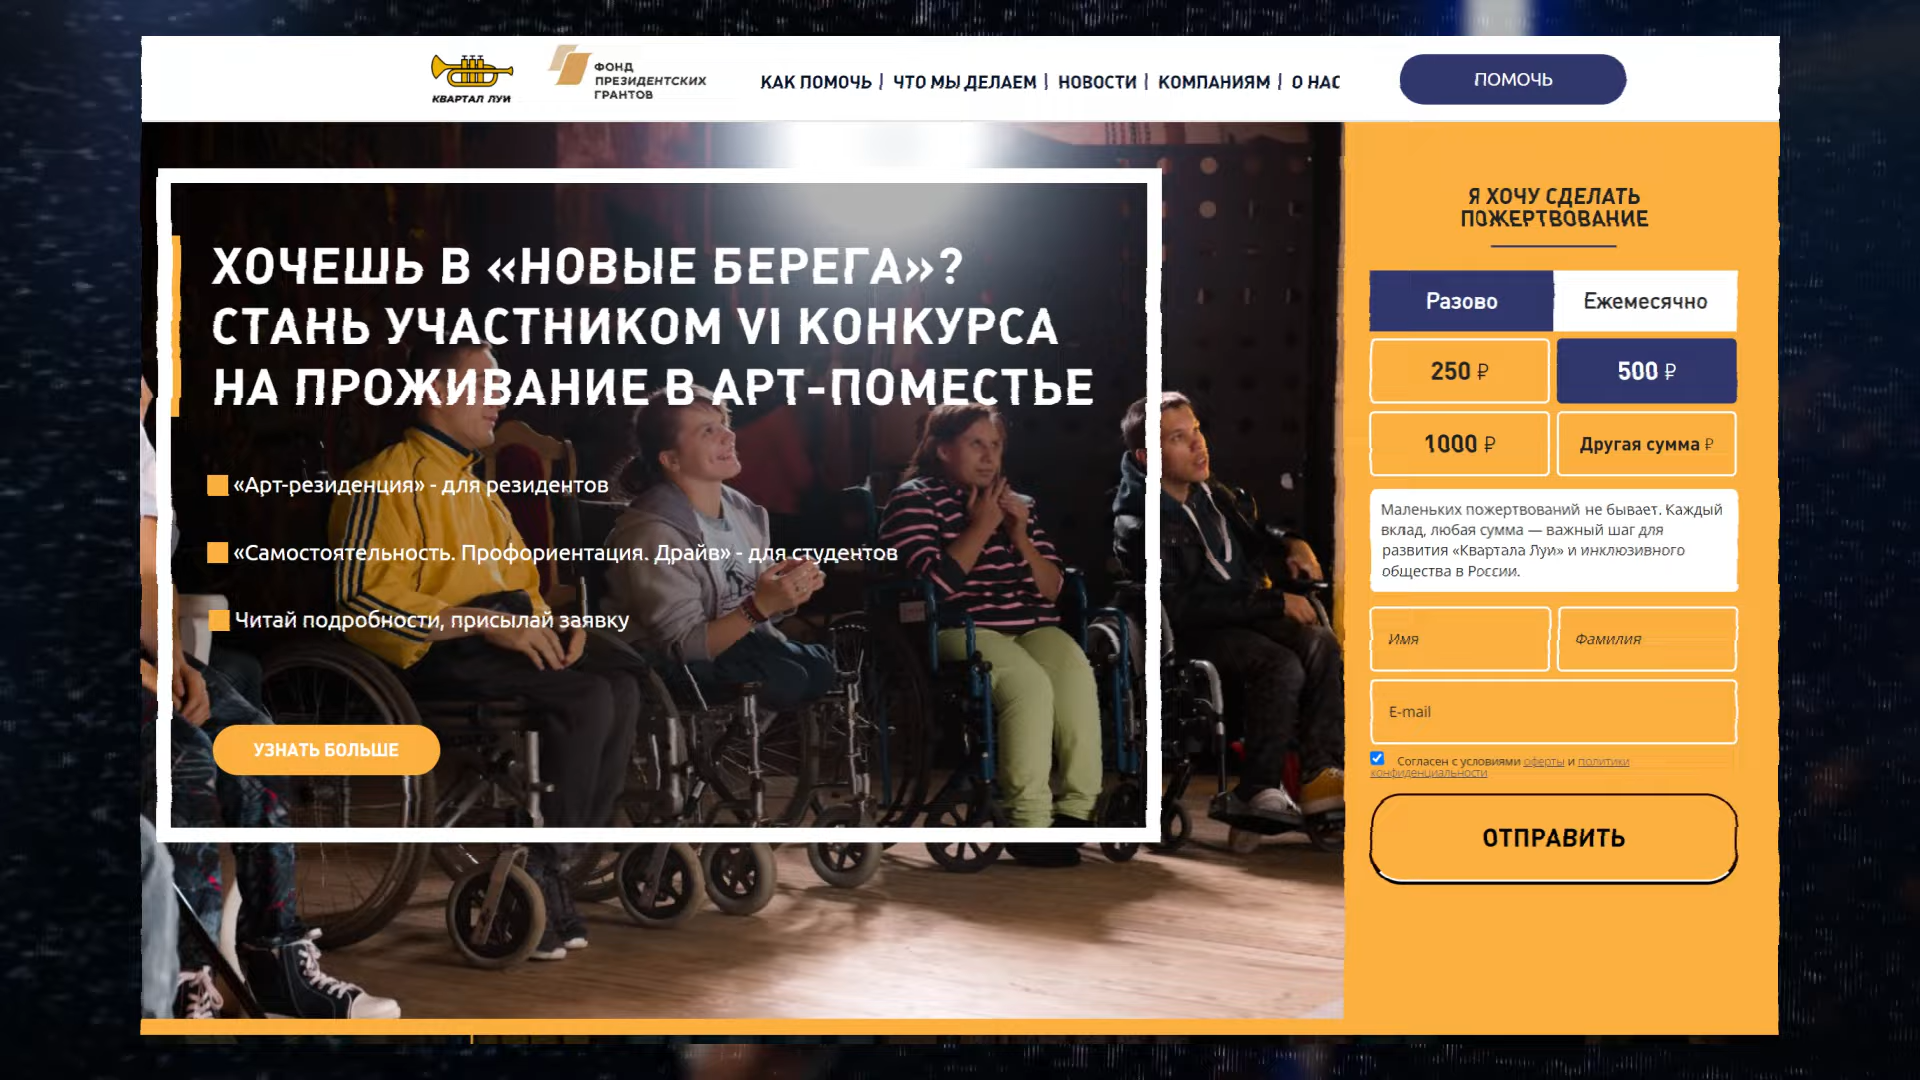 КВАРТАЛ ЛУИ
ФОНД
ПРЕЗИДЕНТСКИХ
ГРАНТОВ
КАК ПОМОЧЬ | ЧТО МЫ ДЕЛАЕМ | НОВОСТИ | КОМПАНИЯМ | О НАС
ПОМОЧЬ
ХОЧЕШЬ В «НОВЫЕ БЕРЕГА»?
СТАНЬ УЧАСТНИКОМ VI КОНКУРСА
НА ПРОЖИВАНИЕ В АРТ-ПОМЕСТЬЕ
«Арт-резиденция» - для резидентов
«Самостоятельность. Профориентация. Драйв» - для студентов
Читай подробности, присылай заявку
УЗНАТЬ БОЛЬШЕ
Я ХОЧУ СДЕЛАТЬ
ПОЖЕРТВОВАНИЕ
Разово
Ежемесячно
250 ₽
500 ₽
1000 ₽
Другая сумма ₽
Маленьких пожертвований не бывает. Каждый
вклад, любая сумма — важный шаг для
развития «Квартала Луи» и инклюзивного
общества в России.
Имя
Фамилия
E-mail
Согласен с условиями оферты и политики
конфиденциальности
ОТПРАВИТЬ